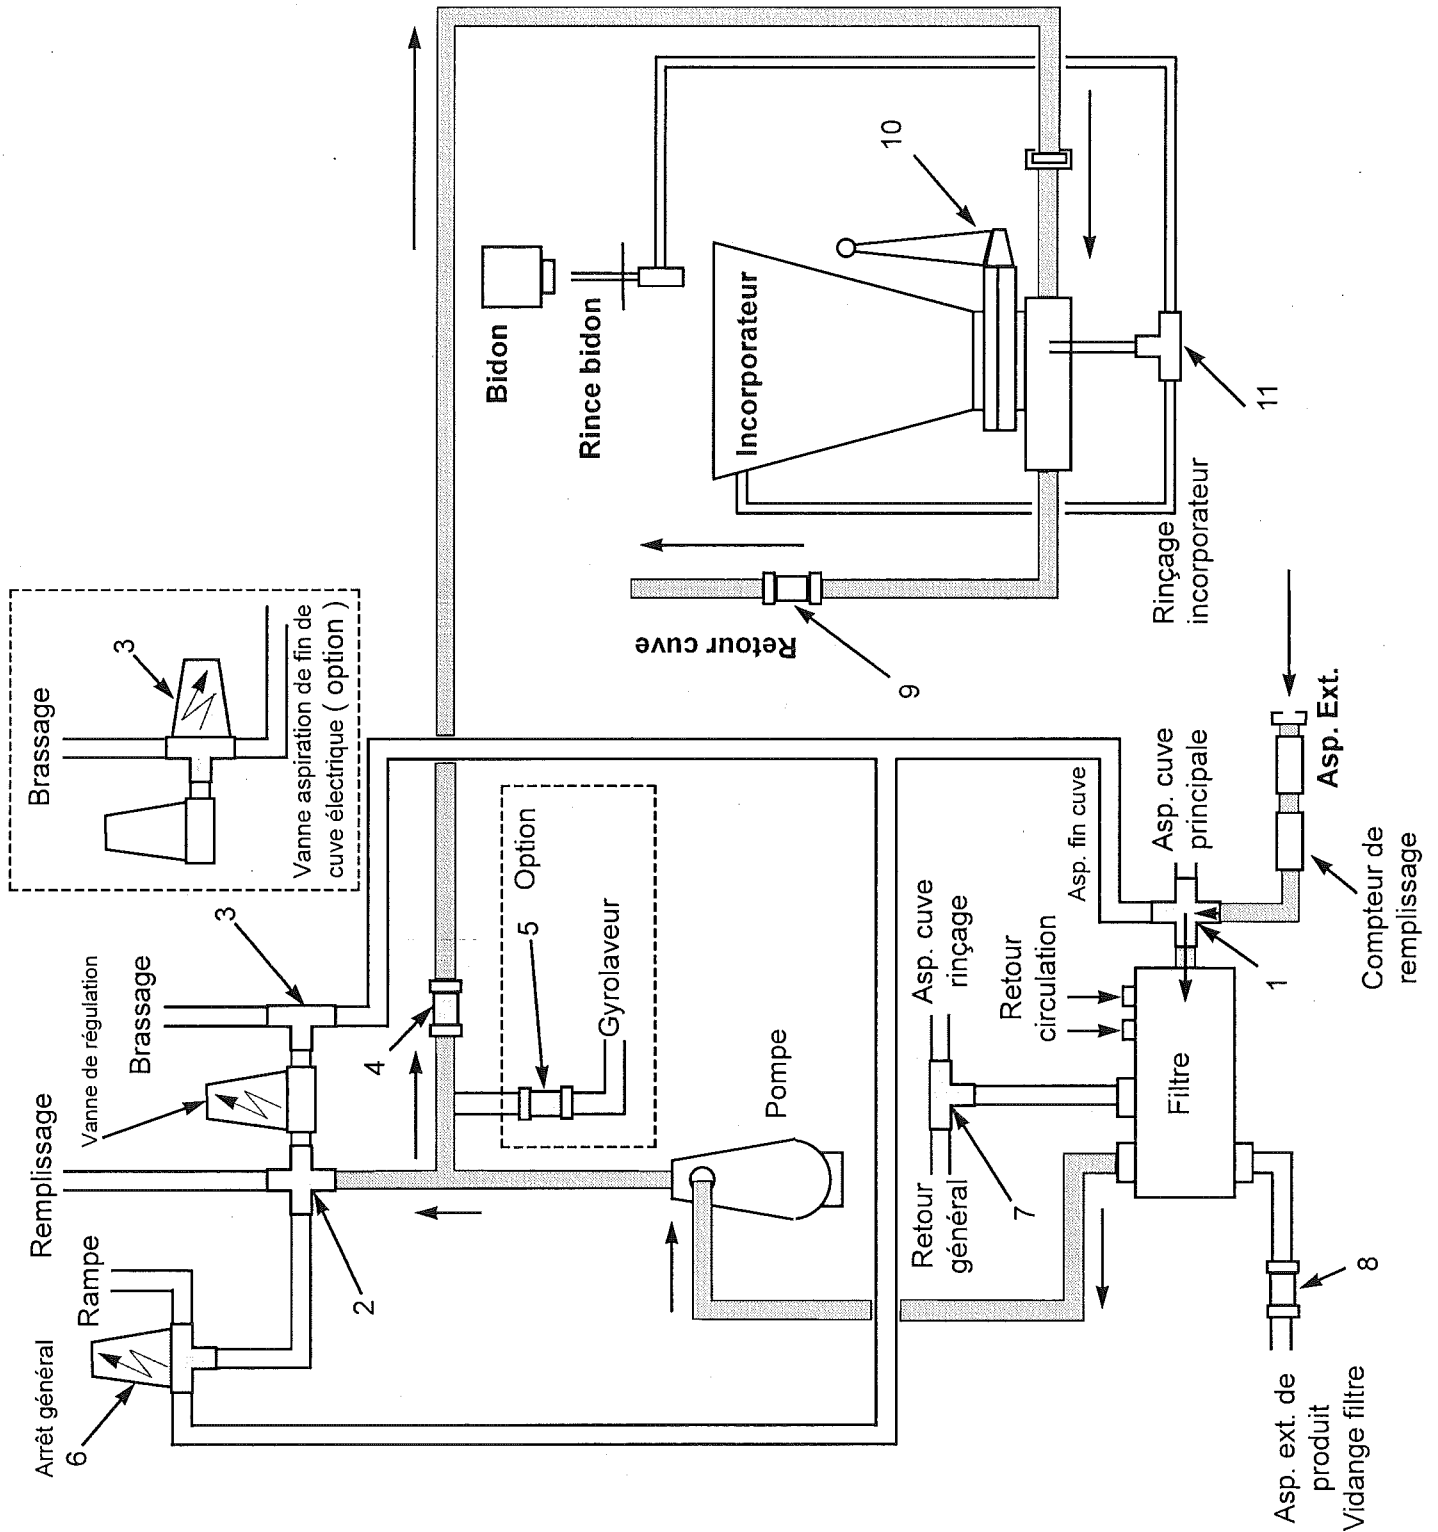 Arrêt général
6
Rampe
Remplissage
2
Vanne de régulation
Brassage
3
Brassage
3
Vanne aspiration de fin de
cuve électrique ( option )
4
Option
5
Gyrolaveur
Pompe
Bidon
Rince bidon
Incorporateur
10
11
Rinçage
incorporateur
Retour cuve
9
Asp. fin cuve
Asp. cuve
principale
Asp. Ext.
Compteur de
remplissage
1
Asp. cuve
rinçage
Retour
circulation
Filtre
Retour
général
7
8
Asp. ext. de
produit
Vidange filtre